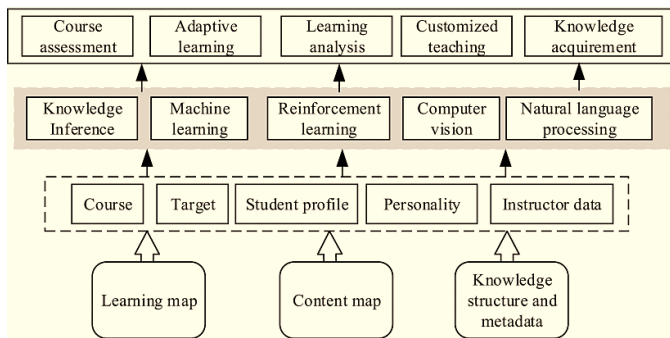 Course
assessment
Adaptive
learning
Learning
analysis
Customized
teaching
Knowledge
acquirement
Knowledge
Inference
Machine
learning
Reinforcement
learning
Computer
vision
Natural language
processing
Course
Target
Student profile
Personality
Instructor data
Learning map
Content map
Knowledge
structure and
metadata